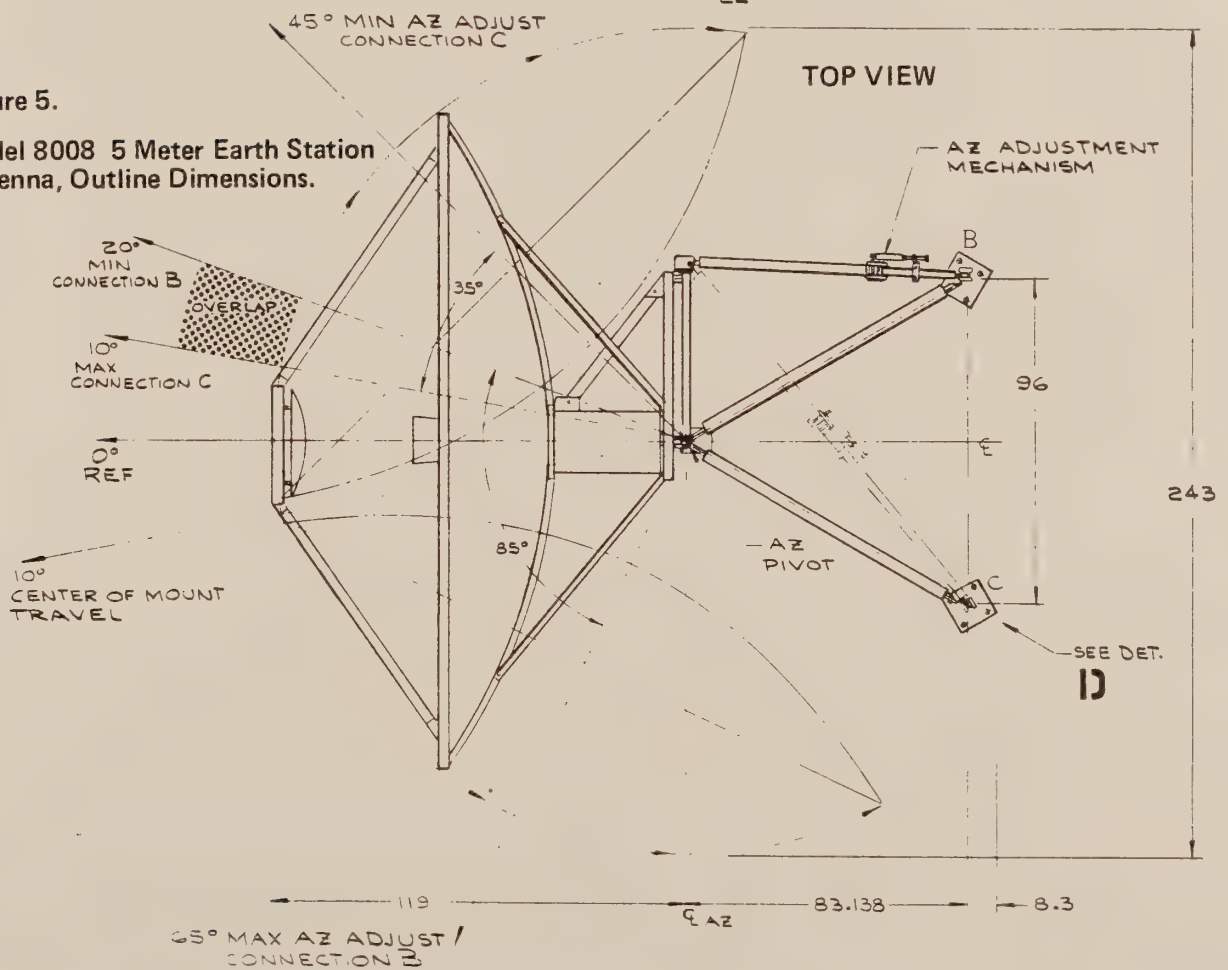 45° MIN AZ ADJUST
CONNECTION C
TOP VIEW
ure 5.
del 8008 5 Meter Earth Station
enna, Outline Dimensions.
AZ ADJUSTMENT
MECHANISM
20°
MIN
CONNECTION B
OVERLAP
35°
B
10°
MAX
CONNECTION C
96
0°
REF
℄
243
85°
AZ
PIVOT
C
10°
CENTER OF MOUNT
TRAVEL
SEE DET.
D
119
℄ AZ
83.138
8.3
65° MAX AZ ADJUST
CONNECTION B